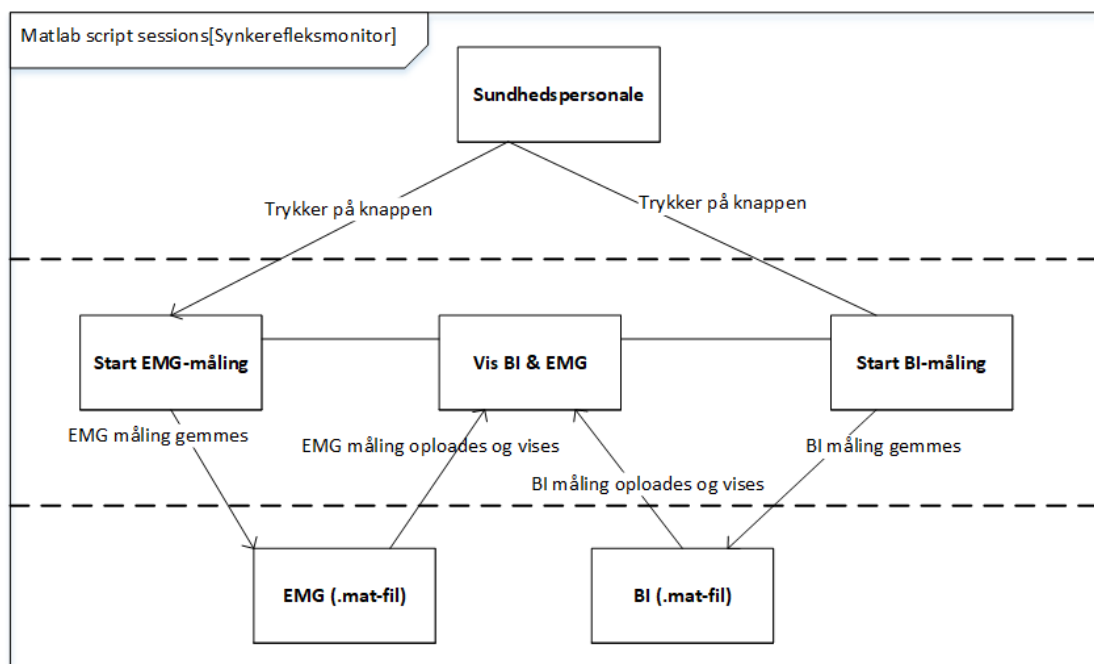 Matlab script sessions[Synkerefleksmonitor]
Sundhedspersonale
Trykker på knappen
Trykker på knappen
Start EMG-måling
Vis BI & EMG
Start BI-måling
EMG måling gemmes
EMG måling oploades og vises
BI måling gemmes
BI måling oploades og vises
EMG (.mat-fil)
BI (.mat-fil)